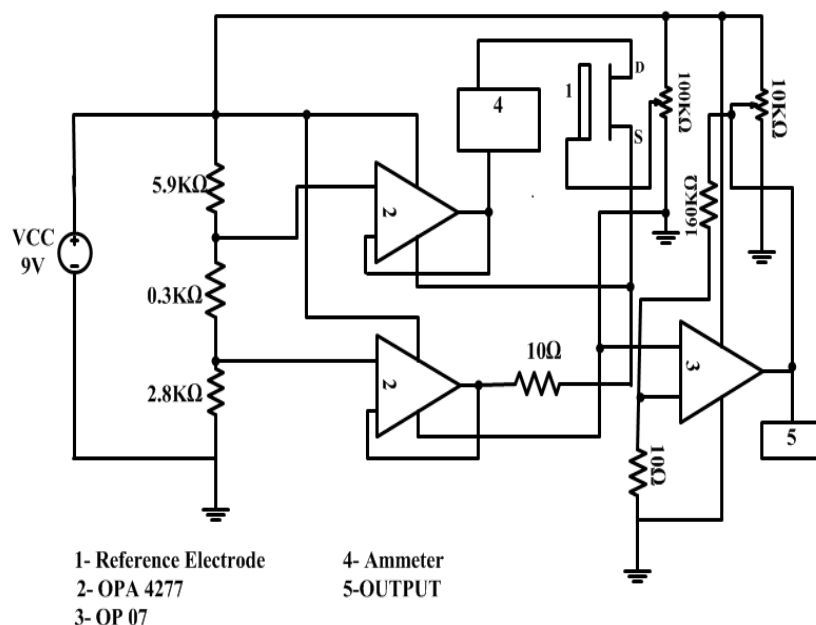 D
1
4
S
100KΩ
10KΩ
5.9KΩ
2
160KΩ
VCC
9V
0.3KΩ
10Ω
2.8KΩ
2
3
5
10Ω
1- Reference Electrode
4- Ammeter
2- OPA 4277
5-OUTPUT
3- OP 07